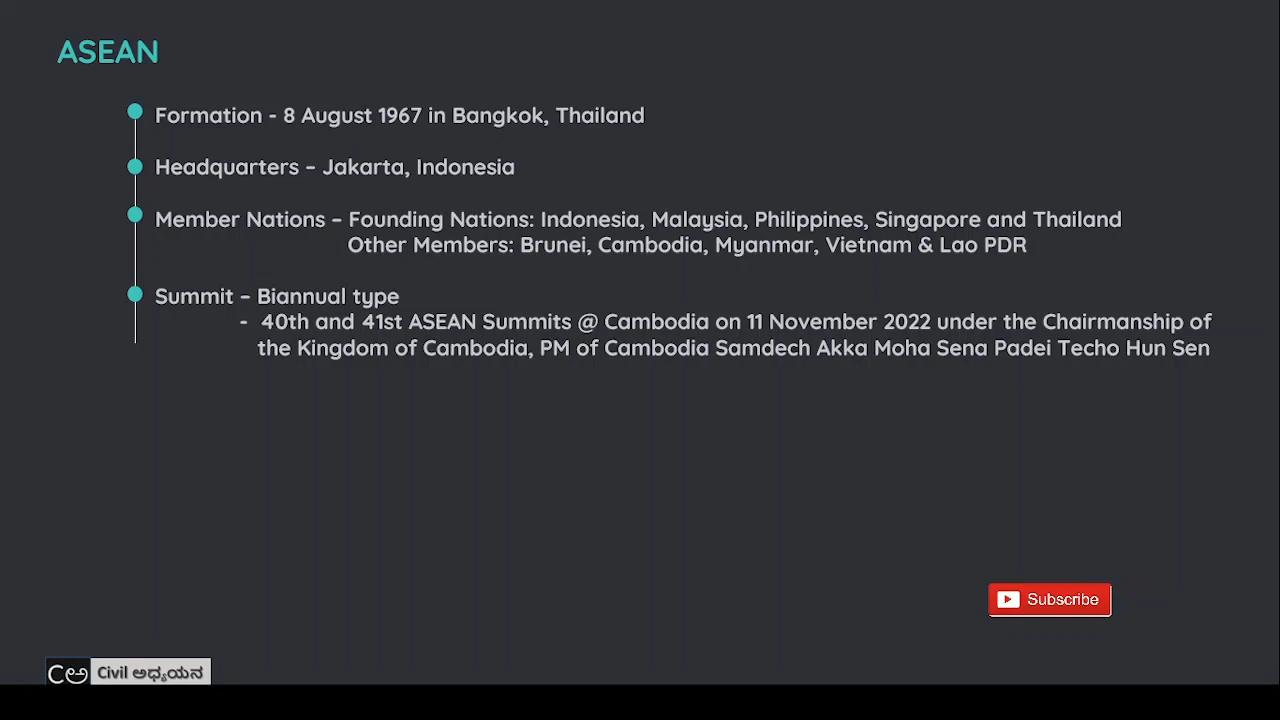 ASEAN
Formation - 8 August 1967 in Bangkok, Thailand
Headquarters – Jakarta, Indonesia
Member Nations – Founding Nations: Indonesia, Malaysia, Philippines, Singapore and Thailand
Other Members: Brunei, Cambodia, Myanmar, Vietnam & Lao PDR
Summit – Biannual type
- 40th and 41st ASEAN Summits @ Cambodia on 11 November 2022 under the Chairmanship of
the Kingdom of Cambodia, PM of Cambodia Samdech Akka Moha Sena Padei Techo Hun Sen
Subscribe
Cಅ Civil ಅಧ್ಯಯನ